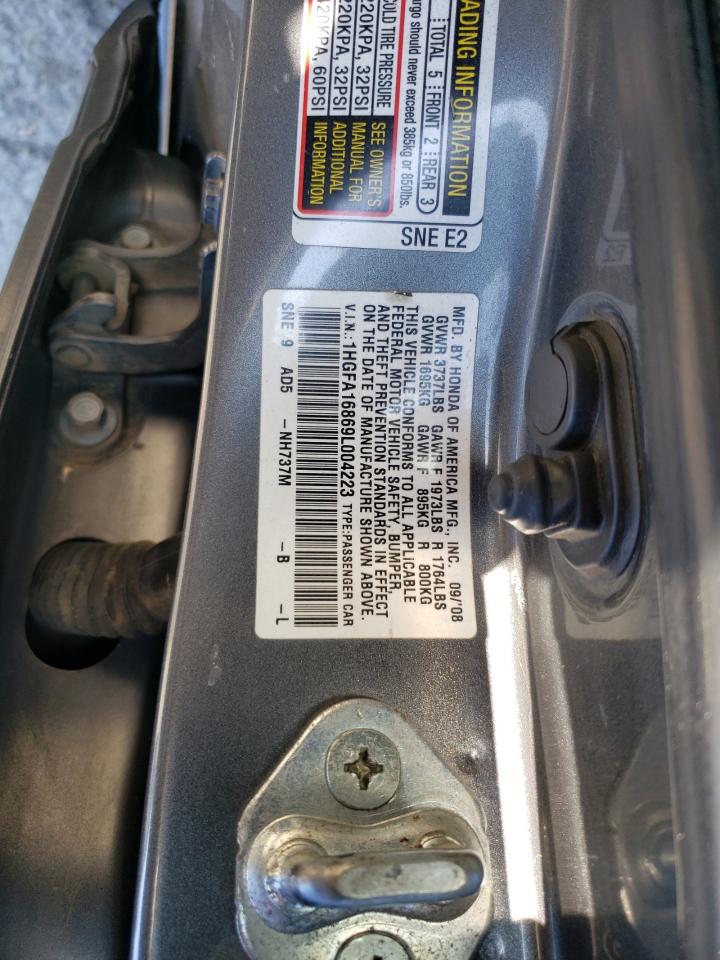 ADING INFORMATION
TOTAL 5 FRONT 2 REAR 3
argo should never exceed 385kg or 850lbs.
COLD TIRE PRESSURE
220KPA, 32PSI
220KPA, 32PSI
420KPA, 60PSI
SEE OWNER'S
MANUAL FOR
ADDITIONAL
INFORMATION
SNE E2
MFD. BY HONDA OF AMERICA MFG., INC. 09/'08
GVWR 3737LBS GAWR F 1973LBS R 1764LBS
GVWR 1695KG GAWR F 895KG R 800KG
THIS VEHICLE CONFORMS TO ALL APPLICABLE
FEDERAL MOTOR VEHICLE SAFETY, BUMPER,
AND THEFT PREVENTION STANDARDS IN EFFECT
ON THE DATE OF MANUFACTURE SHOWN ABOVE.
V.I.N.: 1HGFA16869L004223 TYPE:PASSENGER CAR
SNE 9 AD5 -NH737M -B -L